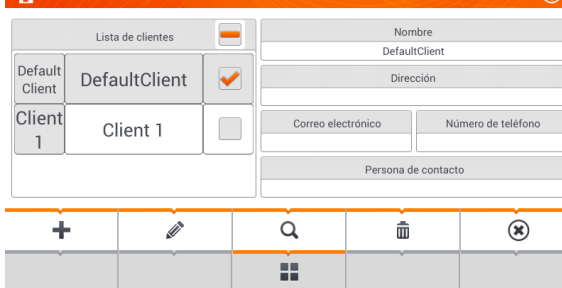 Lista de clientes
Nombre
DefaultClient
Default
Client
DefaultClient
Dirección
Client
1
Client 1
Correo electrónico
Número de teléfono
Persona de contacto